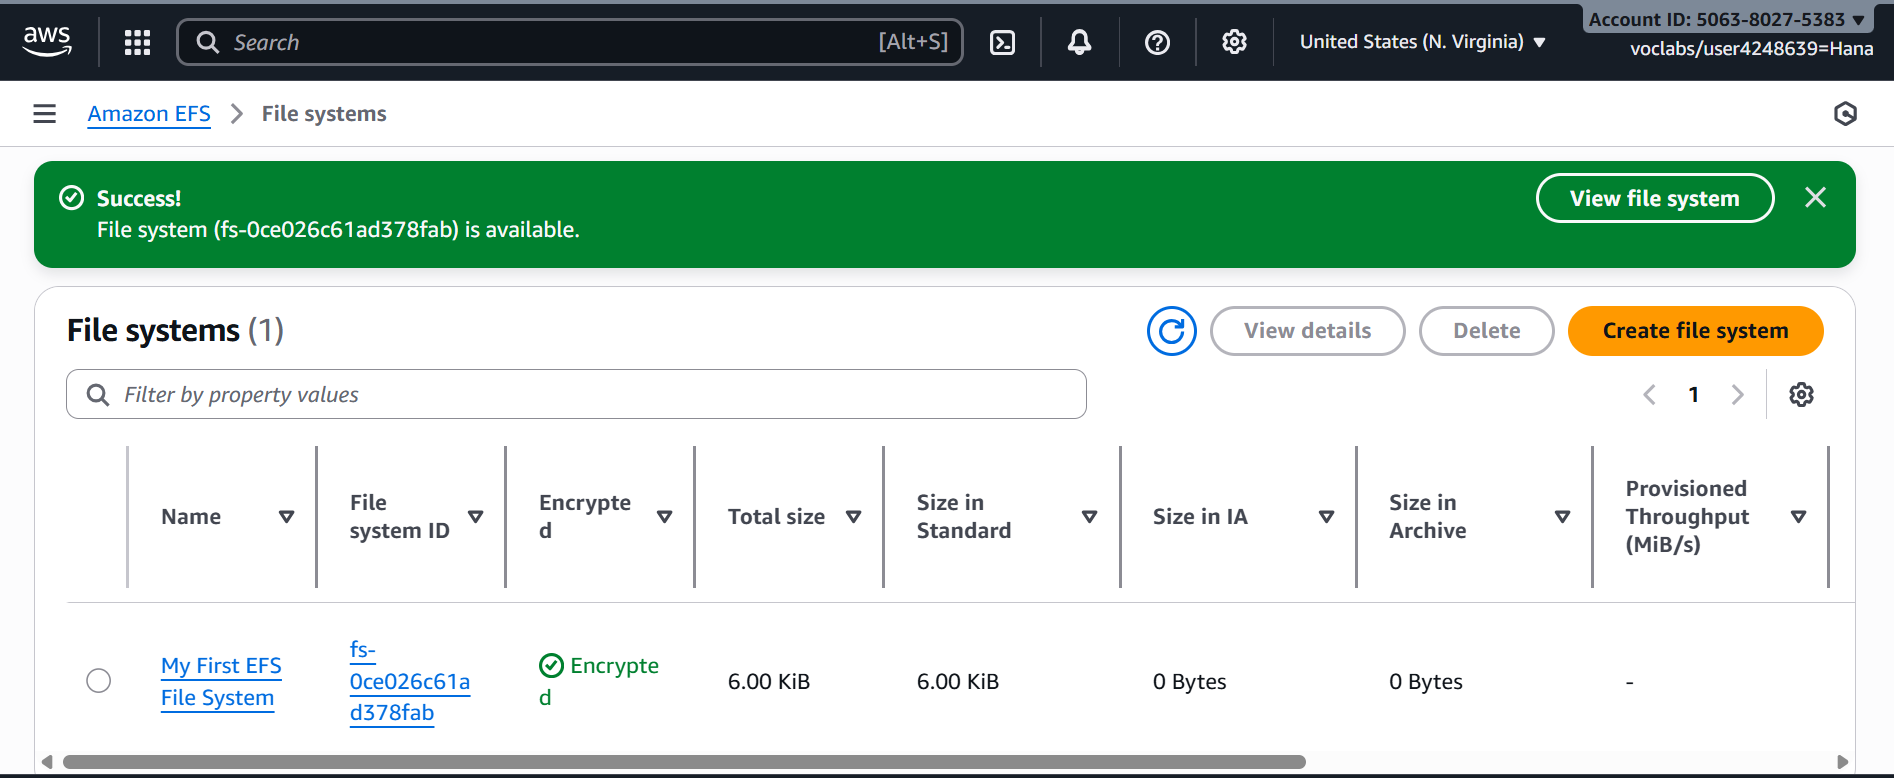 aws
Search [Alt+S]
United States (N. Virginia)
Account ID: 5063-8027-5383
voclabs/user4248639=Hana
Amazon EFS
File systems
Success!
File system (fs-0ce026c61ad378fab) is available.
View file system
File systems (1)
View details
Delete
Create file system
Filter by property values
1
Name
File
system ID
Encrypte
d
Total size
Size in
Standard
Size in IA
Size in
Archive
Provisioned
Throughput
(MiB/s)
My First EFS
File System
fs-
0ce026c61a
d378fab
Encrypte
d
6.00 KiB
6.00 KiB
0 Bytes
0 Bytes
-